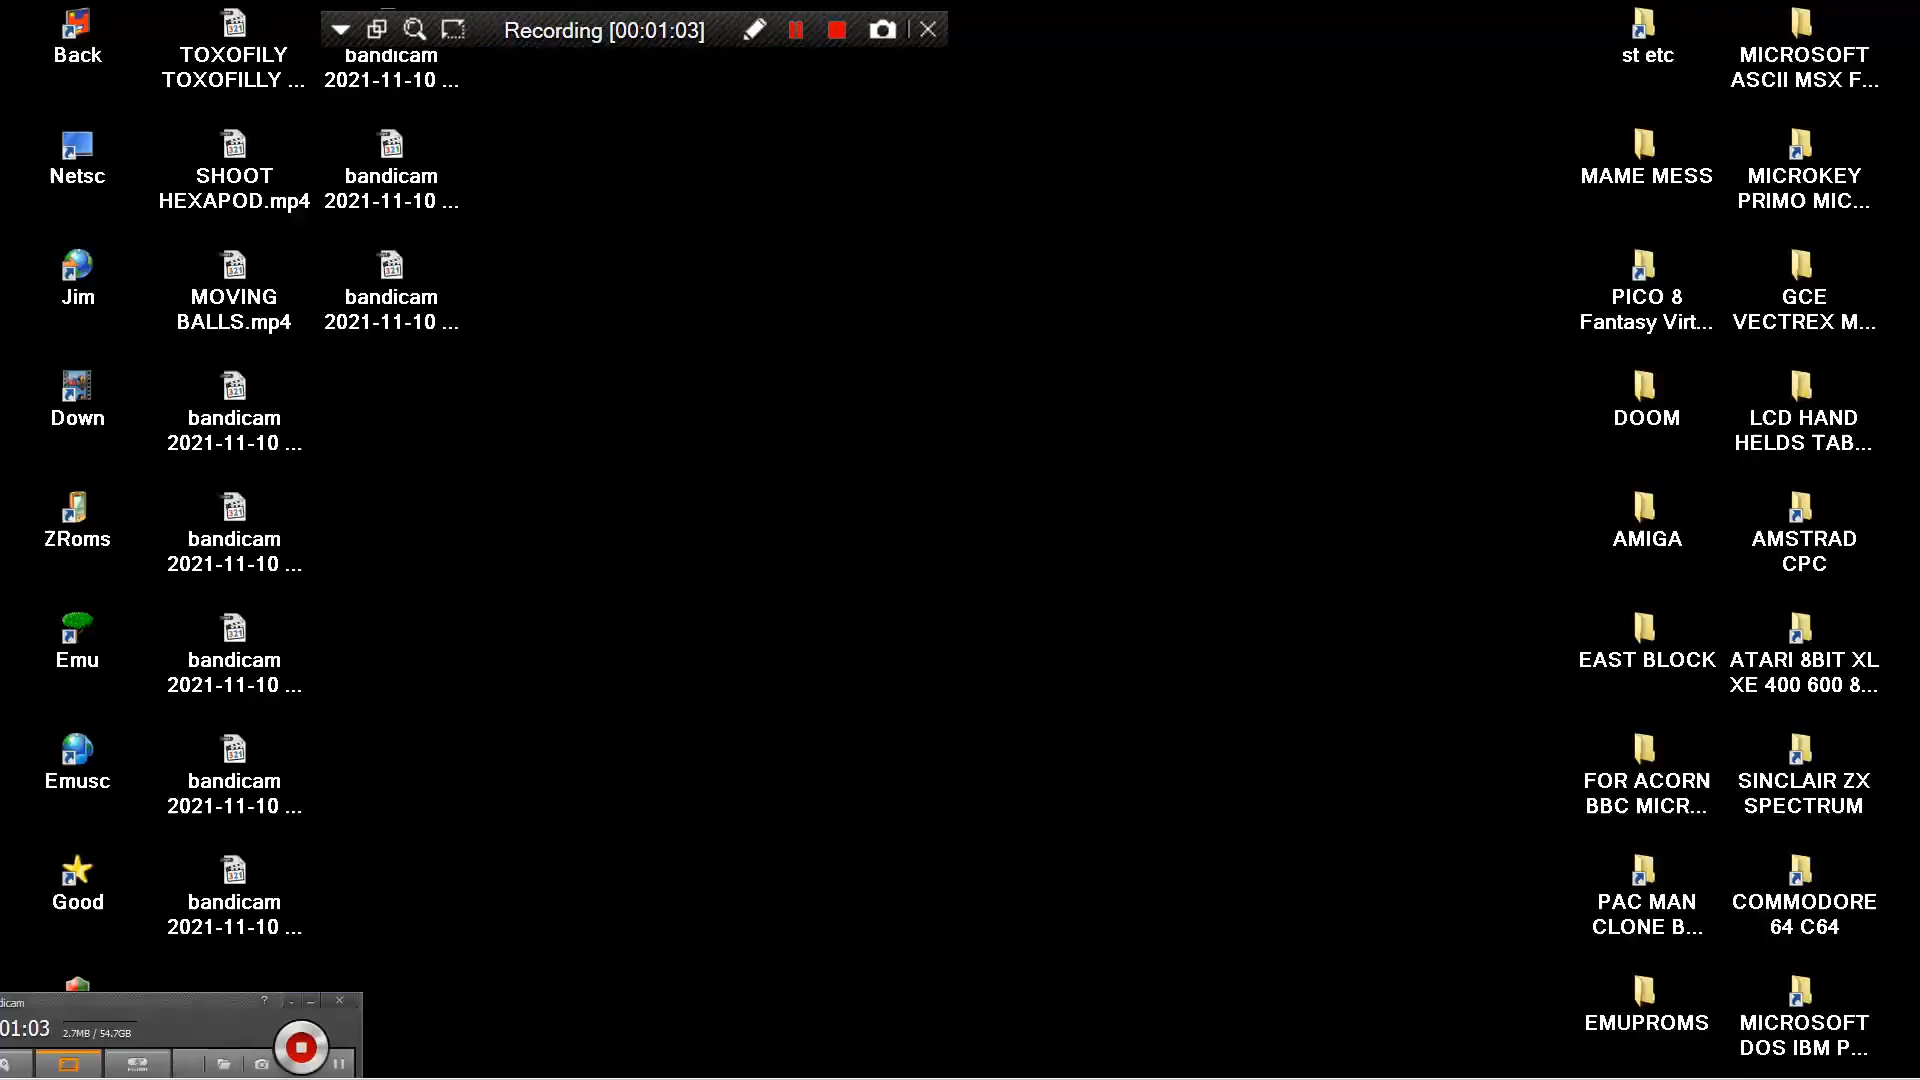 Recording [00:01:03]
Back
TOXOFILY
TOXOFILLY ...
bandicam
2021-11-10 ...
st etc
MICROSOFT
ASCII MSX F...
Netsc
SHOOT
HEXAPOD.mp4
bandicam
2021-11-10 ...
MAME MESS
MICROKEY
PRIMO MIC...
Jim
MOVING
BALLS.mp4
bandicam
2021-11-10 ...
PICO 8
Fantasy Virt...
GCE
VECTREX M...
Down
bandicam
2021-11-10 ...
DOOM
LCD HAND
HELDS TAB...
ZRoms
bandicam
2021-11-10 ...
AMIGA
AMSTRAD
CPC
Emu
bandicam
2021-11-10 ...
EAST BLOCK
ATARI 8BIT XL
XE 400 600 8...
Emusc
bandicam
2021-11-10 ...
FOR ACORN
BBC MICR...
SINCLAIR ZX
SPECTRUM
Good
bandicam
2021-11-10 ...
PAC MAN
CLONE B...
COMMODORE
64 C64
EMUPROMS
MICROSOFT
DOS IBM P...
dicam
01:03
2.7MB / 54.7GB